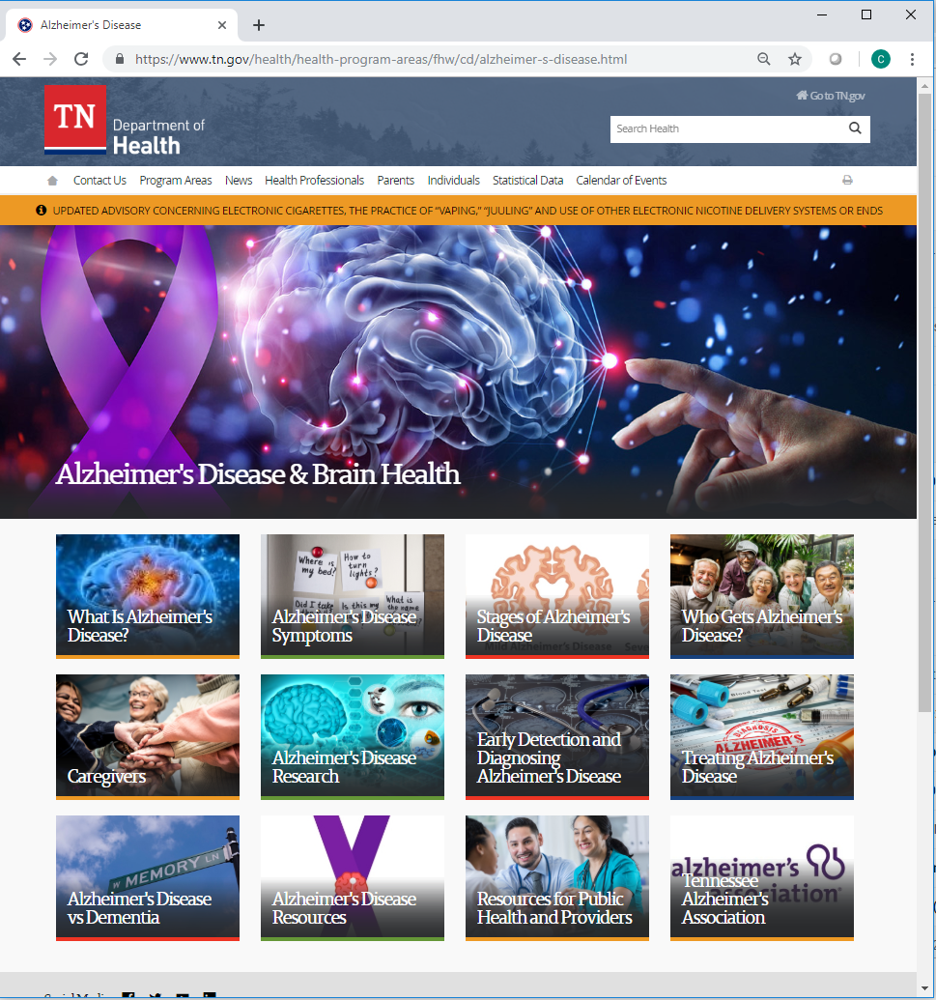 Alzheimer's Disease
https://www.tn.gov/health/health-program-areas/fhw/cd/alzheimer-s-disease.html
C
Go to TN.gov
TN
Department of
Health
Search Health
Contact Us Program Areas News Health Professionals Parents Individuals Statistical Data Calendar of Events
UPDATED ADVISORY CONCERNING ELECTRONIC CIGARETTES, THE PRACTICE OF “VAPING,” “JUULING” AND USE OF OTHER ELECTRONIC NICOTINE DELIVERY SYSTEMS OR ENDS
Alzheimer's Disease & Brain Health
What Is Alzheimer's
Disease?
Where is
my bed?
How to
turn
lights?
Did I take
Is this my
What is
the name
Alzheimer's Disease
Symptoms
Stages of Alzheimer's
Disease
Mild Alzheimer's Disease
Who Gets Alzheimer's
Disease?
Caregivers
Alzheimer's Disease
Research
Early Detection and
Diagnosing
Alzheimer's Disease
Blood Test
DIAGNOSIS
ALZHEIMER'S
Treating Alzheimer's
Disease
W MEMORY LN
Alzheimer's Disease
vs Dementia
Alzheimer's Disease
Resources
Resources for Public
Health and Providers
alzheimer's
association
Tennessee
Alzheimer's
Association
Social Media